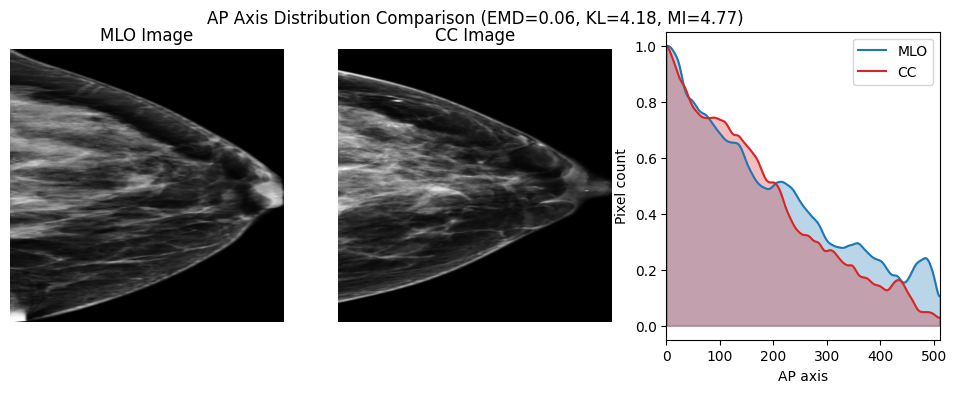 AP Axis Distribution Comparison (EMD=0.06, KL=4.18, MI=4.77)
MLO Image
CC Image
MLO
CC
Pixel count
1.0
0.8
0.6
0.4
0.2
0.0
0 100 200 300 400 500
AP axis